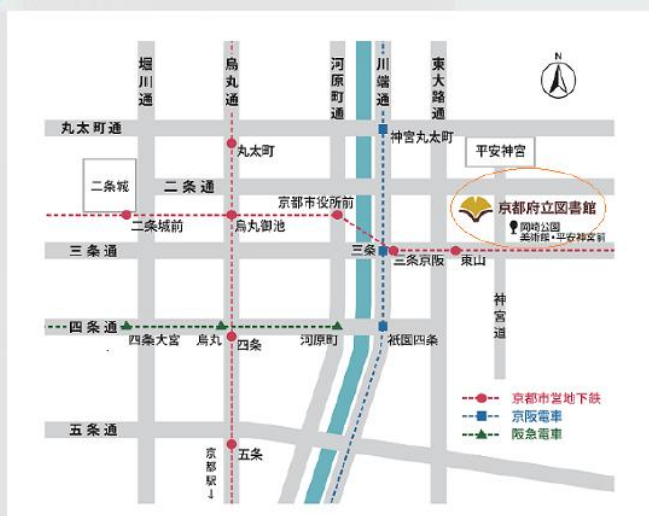 N
堀川通
烏丸通
河原町通
川端通
東大路通
丸太町通
丸太町
神宮丸太町
平安神宮
二条城
二条通
京都市役所前
京都府立図書館
岡崎公園
美術館・平安神宮前
二条城前
烏丸御池
三条通
三条
三条京阪
東山
神宮道
四条通
四条大宮
烏丸
四条
河原町
祇園四条
京都市営地下鉄
京阪電車
阪急電車
五条通
五条
京都駅↓